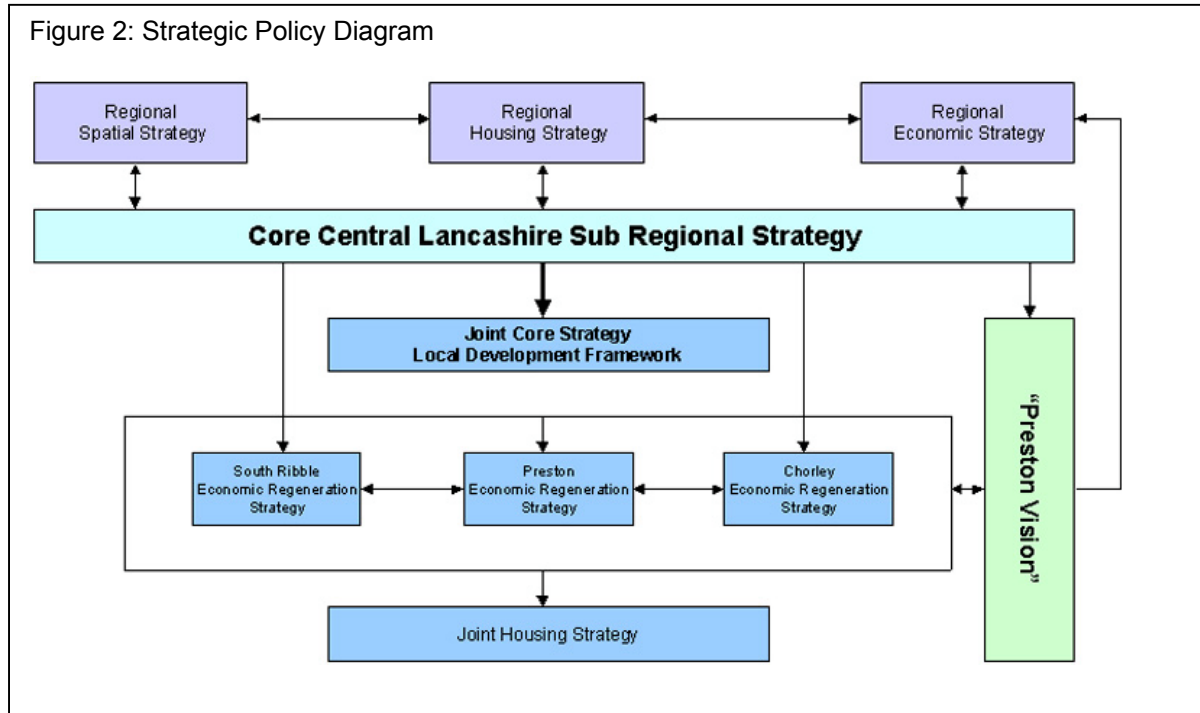 Figure 2: Strategic Policy Diagram
Regional
Spatial Strategy
Regional
Housing Strategy
Regional
Economic Strategy
Core Central Lancashire Sub Regional Strategy
Joint Core Strategy
Local Development Framework
"Preston Vision"
South Ribble
Economic Regeneration
Strategy
Preston
Economic Regeneration
Strategy
Chorley
Economic Regeneration
Strategy
Joint Housing Strategy